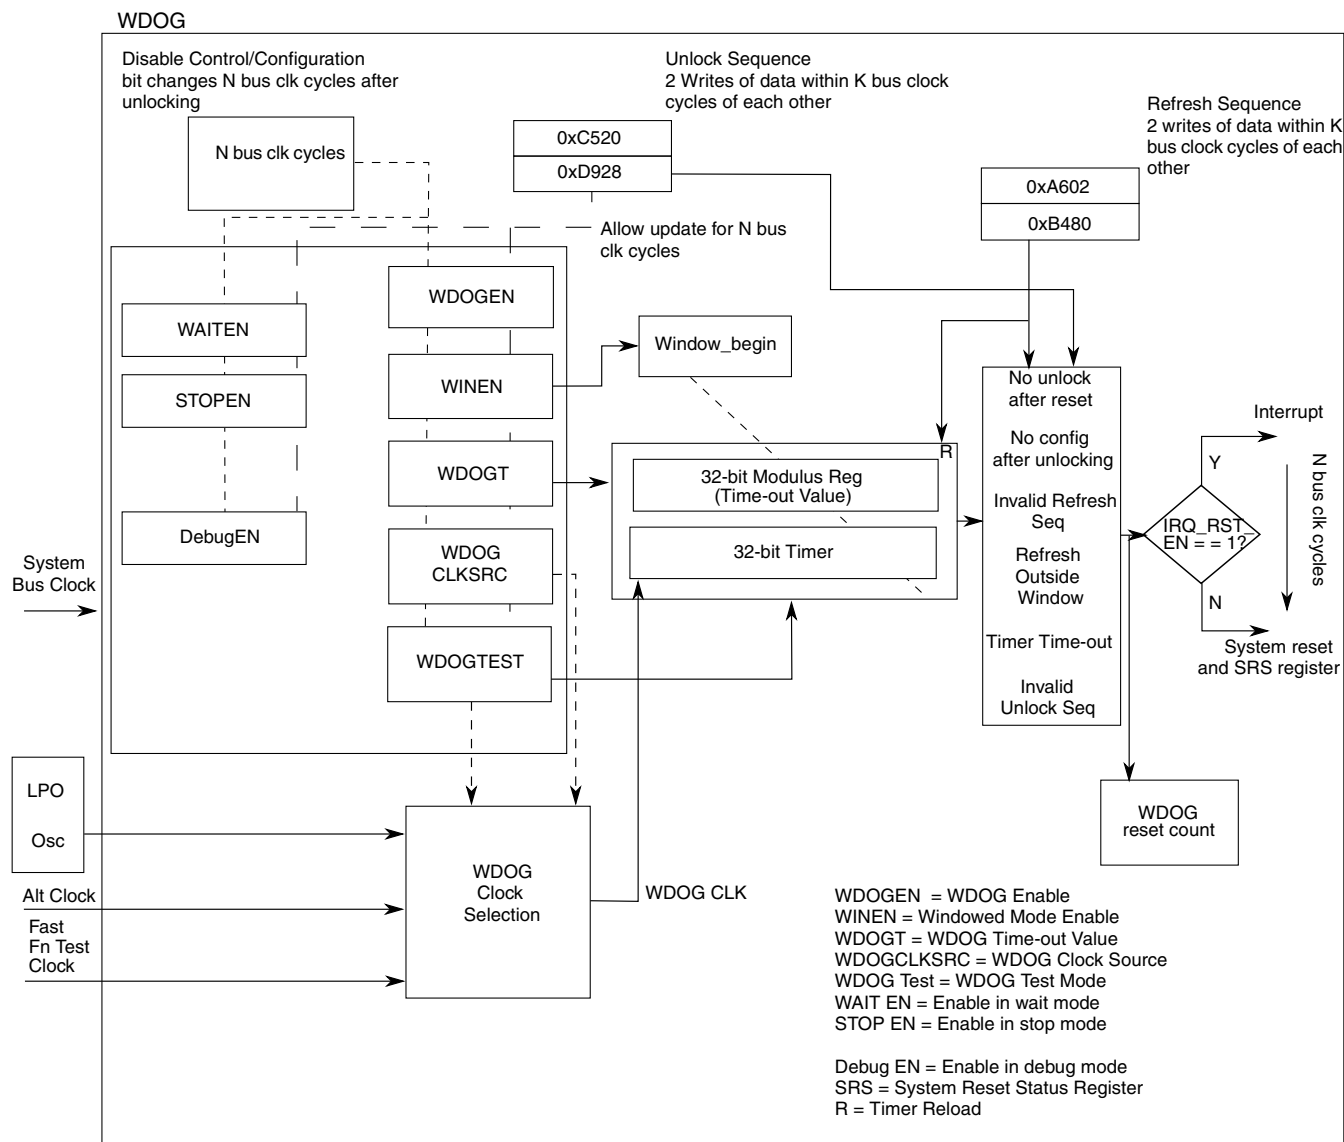 WDOG
Disable Control/Configuration
bit changes N bus clk cycles after
unlocking
Unlock Sequence
2 Writes of data within K bus clock
cycles of each other
Refresh Sequence
2 writes of data within K
bus clock cycles of each
other
N bus clk cycles
0xC520
0xD928
0xA602
0xB480
Allow update for N bus
clk cycles
WDOGEN
WAITEN
WINEN
STOPEN
WDOGT
DebugEN
WDOG
CLKSRC
WDOGTEST
Window_begin
R
32-bit Modulus Reg
(Time-out Value)
32-bit Timer
No unlock
after reset
No config
after unlocking
Invalid Refresh
Seq
Refresh
Outside
Window
Timer Time-out
Invalid
Unlock Seq
Interrupt
Y
IRQ_RST_
EN = = 1?
N
N bus clk cycles
System reset
and SRS register
System
Bus Clock
LPO
Osc
Alt Clock
Fast
Fn Test
Clock
WDOG
Clock
Selection
WDOG CLK
WDOG
reset count
WDOGEN = WDOG Enable
WINEN = Windowed Mode Enable
WDOGT = WDOG Time-out Value
WDOGCLKSRC = WDOG Clock Source
WDOG Test = WDOG Test Mode
WAIT EN = Enable in wait mode
STOP EN = Enable in stop mode
Debug EN = Enable in debug mode
SRS = System Reset Status Register
R = Timer Reload